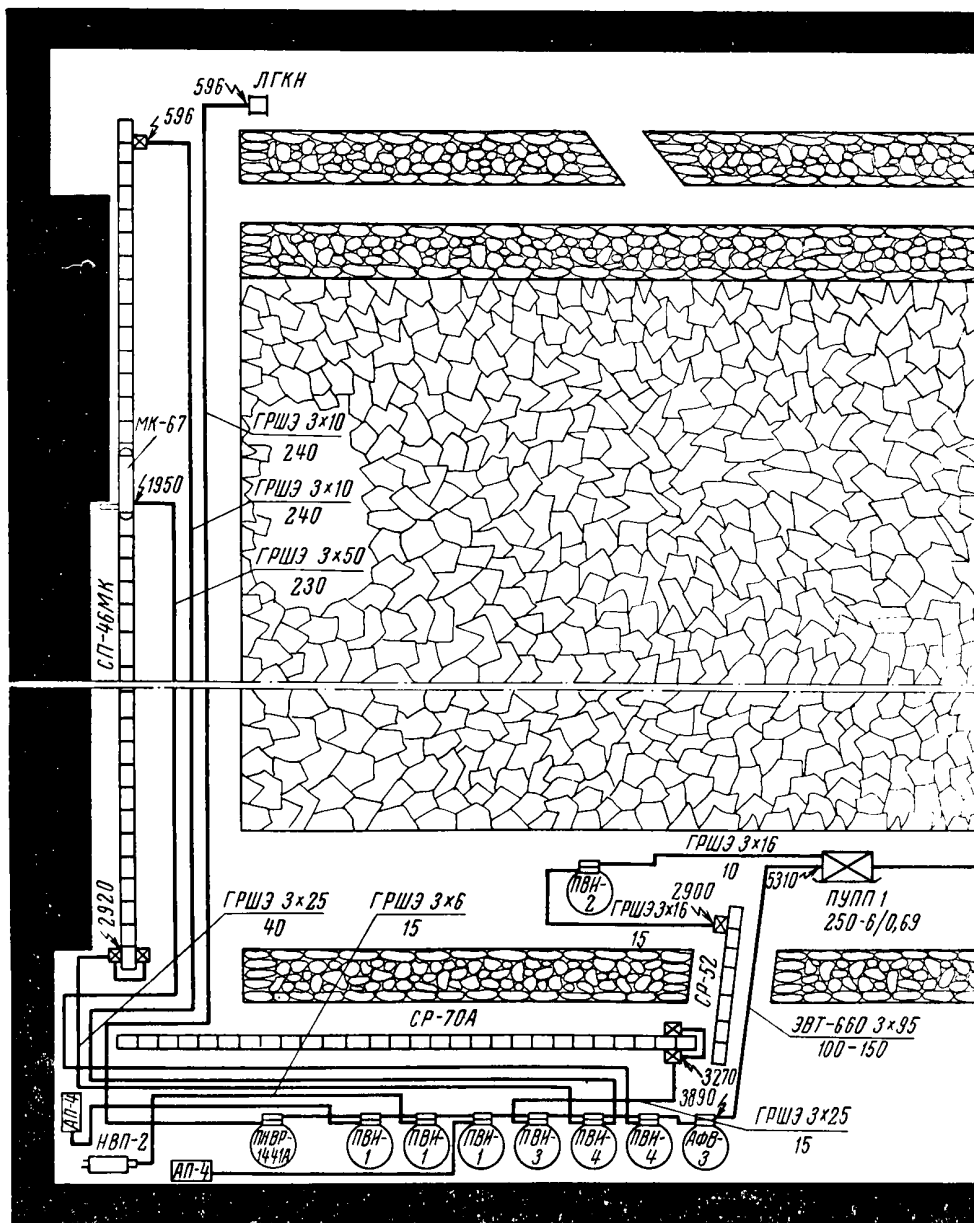 596 ЛГКН
596
МК-67
1950
СП-46МК
ГРШЭ 3×10
240
ГРШЭ 3×10
240
ГРШЭ 3×50
230
ГРШЭ 3×16
10
5310
ПУПП 1
250-6/0,69
ПВИ-
2
2900
ГРШЭ 3×16
15
2920
ГРШЭ 3×25
40
ГРШЭ 3×6
15
СР-52
СР-70А
ЭВТ-660 3×95
100-150
3270
3890
ГРШЭ 3×25
15
АП-4
НВП-2
АП-4
ПИВР-
1441А
ПВИ-
1
ПВИ-
1
ПВИ-
1
ПВИ-
3
ПВИ-
4
ПВИ-
4
АФВ-
3